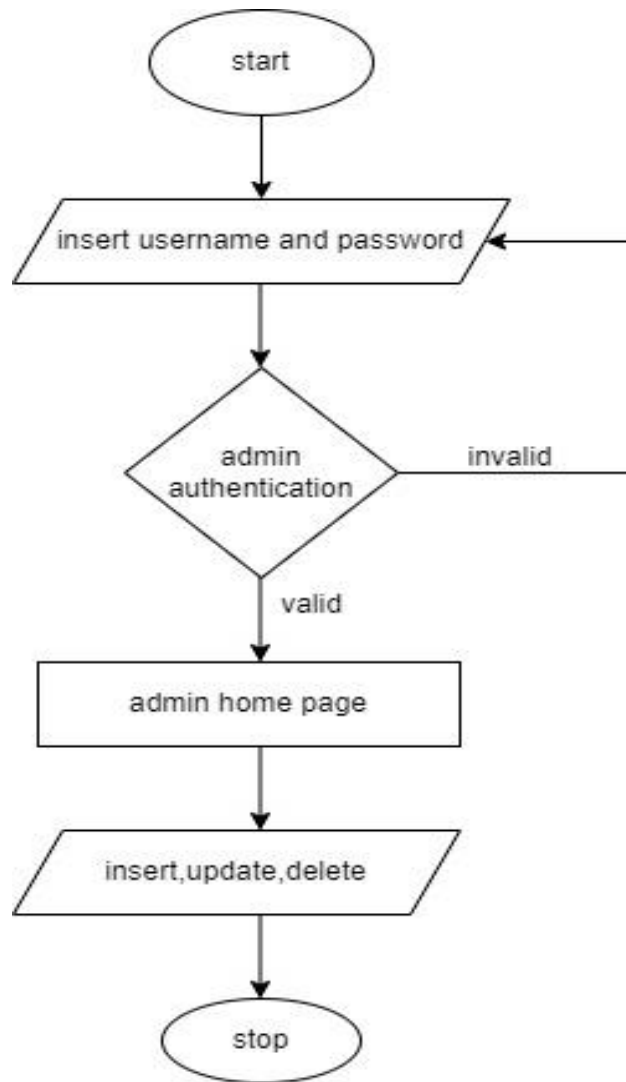 start
insert username and password
admin
authentication
invalid
valid
admin home page
insert,update,delete
stop